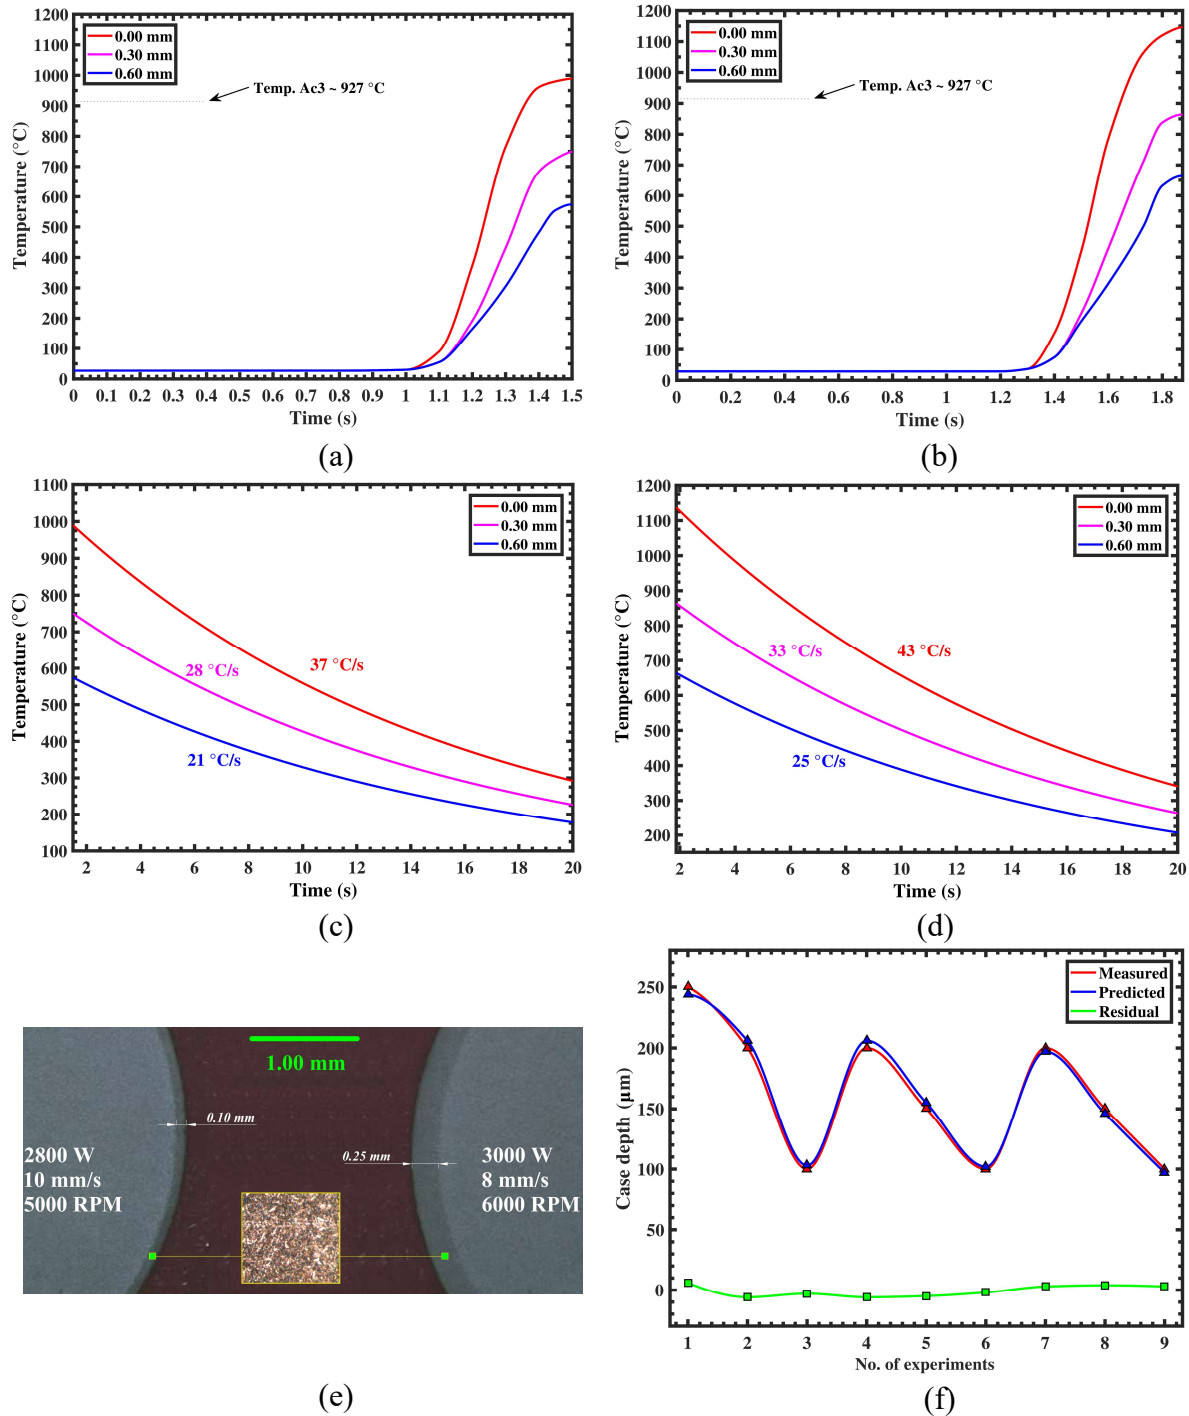 1200
1100
1000
900
800
700
600
500
400
300
200
100
0
Temperature (°C)
0.00 mm
0.30 mm
0.60 mm
Temp. Ac3 ~ 927 °C
0 0.1 0.2 0.3 0.4 0.5 0.6 0.7 0.8 0.9 1 1.1 1.2 1.3 1.4 1.5
Time (s)
(a)
1200
1100
1000
900
800
700
600
500
400
300
200
100
0
Temperature (°C)
0.00 mm
0.30 mm
0.60 mm
Temp. Ac3 ~ 927 °C
0 0.2 0.4 0.6 0.8 1 1.2 1.4 1.6 1.8
Time (s)
(b)
1100
1000
900
800
700
600
500
400
300
200
100
Temperature (°C)
0.00 mm
0.30 mm
0.60 mm
37 °C/s
28 °C/s
21 °C/s
2 4 6 8 10 12 14 16 18 20
Time (s)
(c)
1200
1100
1000
900
800
700
600
500
400
300
200
Temperature (°C)
0.00 mm
0.30 mm
0.60 mm
33 °C/s
43 °C/s
25 °C/s
2 4 6 8 10 12 14 16 18 20
Time (s)
(d)
1.00 mm
0.10 mm
0.25 mm
2800 W
10 mm/s
5000 RPM
3000 W
8 mm/s
6000 RPM
(e)
250
200
150
100
50
0
Case depth (μm)
Measured
Predicted
Residual
1 2 3 4 5 6 7 8 9
No. of experiments
(f)